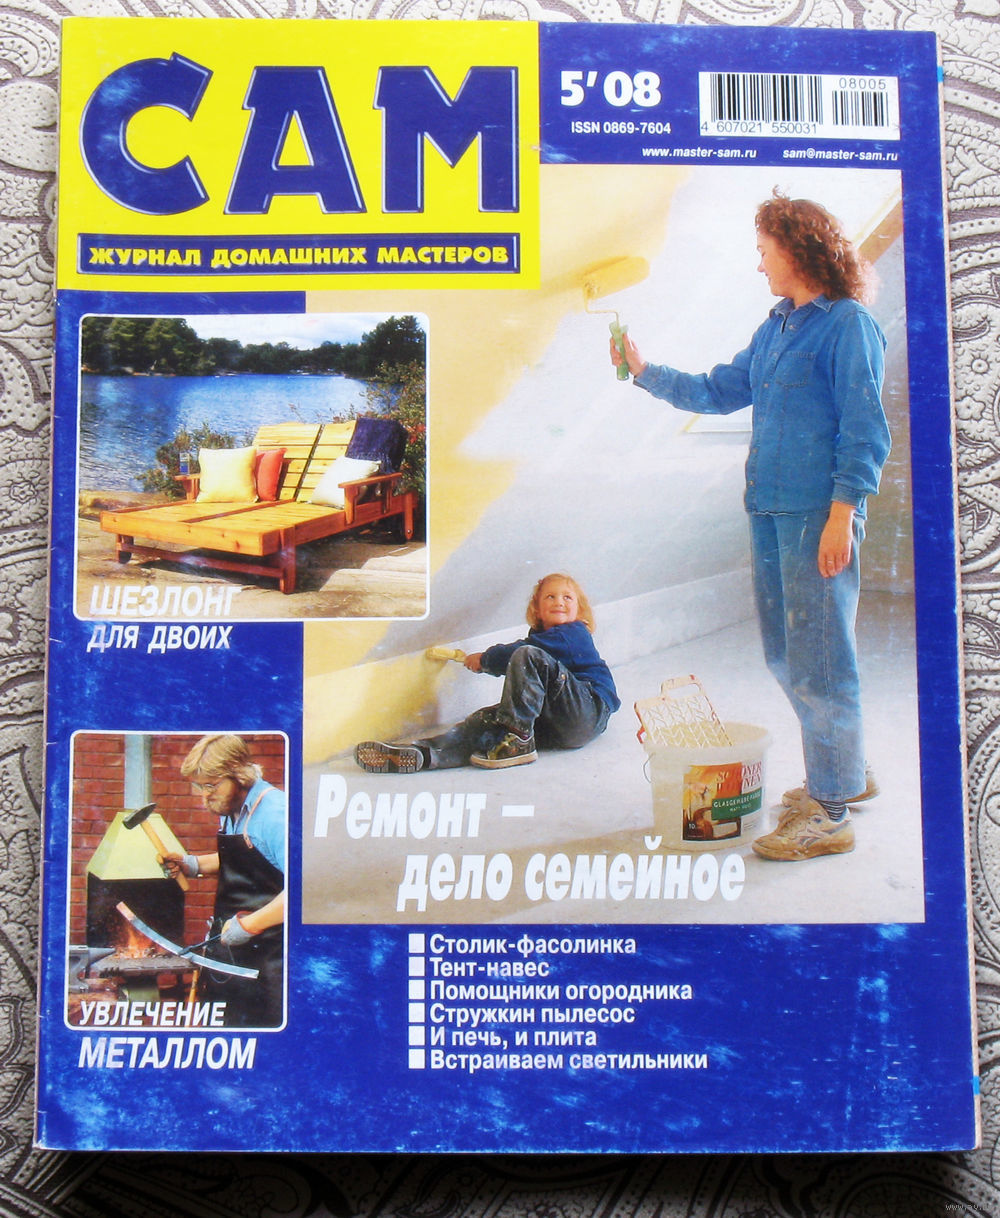 САМ
ЖУРНАЛ ДОМАШНИХ МАСТЕРОВ
5'08
ISSN 0869-7604
08005
4 607021 550031
www.master-sam.ru sam@master-sam.ru
ШЕЗЛОНГ
ДЛЯ ДВОИХ
Ремонт –
дело семейное
УВЛЕЧЕНИЕ
МЕТАЛЛОМ
Столик-фасолинка
Тент-навес
Помощники огородника
Стружкин пылесос
И печь, и плита
Встраиваем светильники